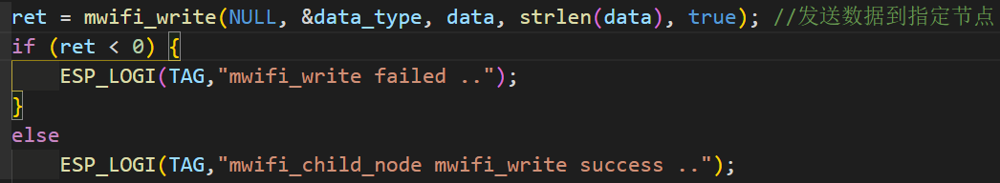 ret = mwifi_write(NULL, &data_type, data, strlen(data), true); //发送数据到指定节点
if (ret < 0) {
    ESP_LOGI(TAG,"mwifi_write failed ..");
}
else
    ESP_LOGI(TAG,"mwifi_child_node mwifi_write success ..");